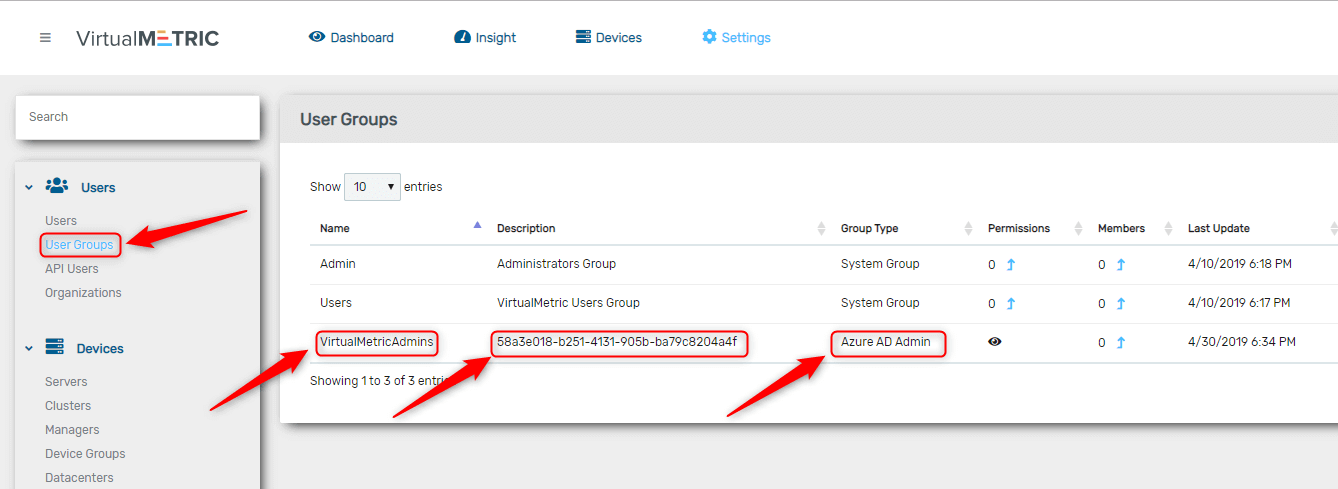 VirtualMETRIC Dashboard Insight Devices Settings
Search
Users
Users
User Groups
API Users
Organizations
Devices
Servers
Clusters
Managers
Device Groups
Datacenters
User Groups
Show 10 entries
Name Description Group Type Permissions Members Last Update
Admin Administrators Group System Group 0 0 4/10/2019 6:18 PM
Users VirtualMetric Users Group System Group 0 0 4/10/2019 6:17 PM
VirtualMetricAdmins 58a3e018-b251-4131-905b-ba79c8204a4f Azure AD Admin 0 4/30/2019 6:34 PM
Showing 1 to 3 of 3